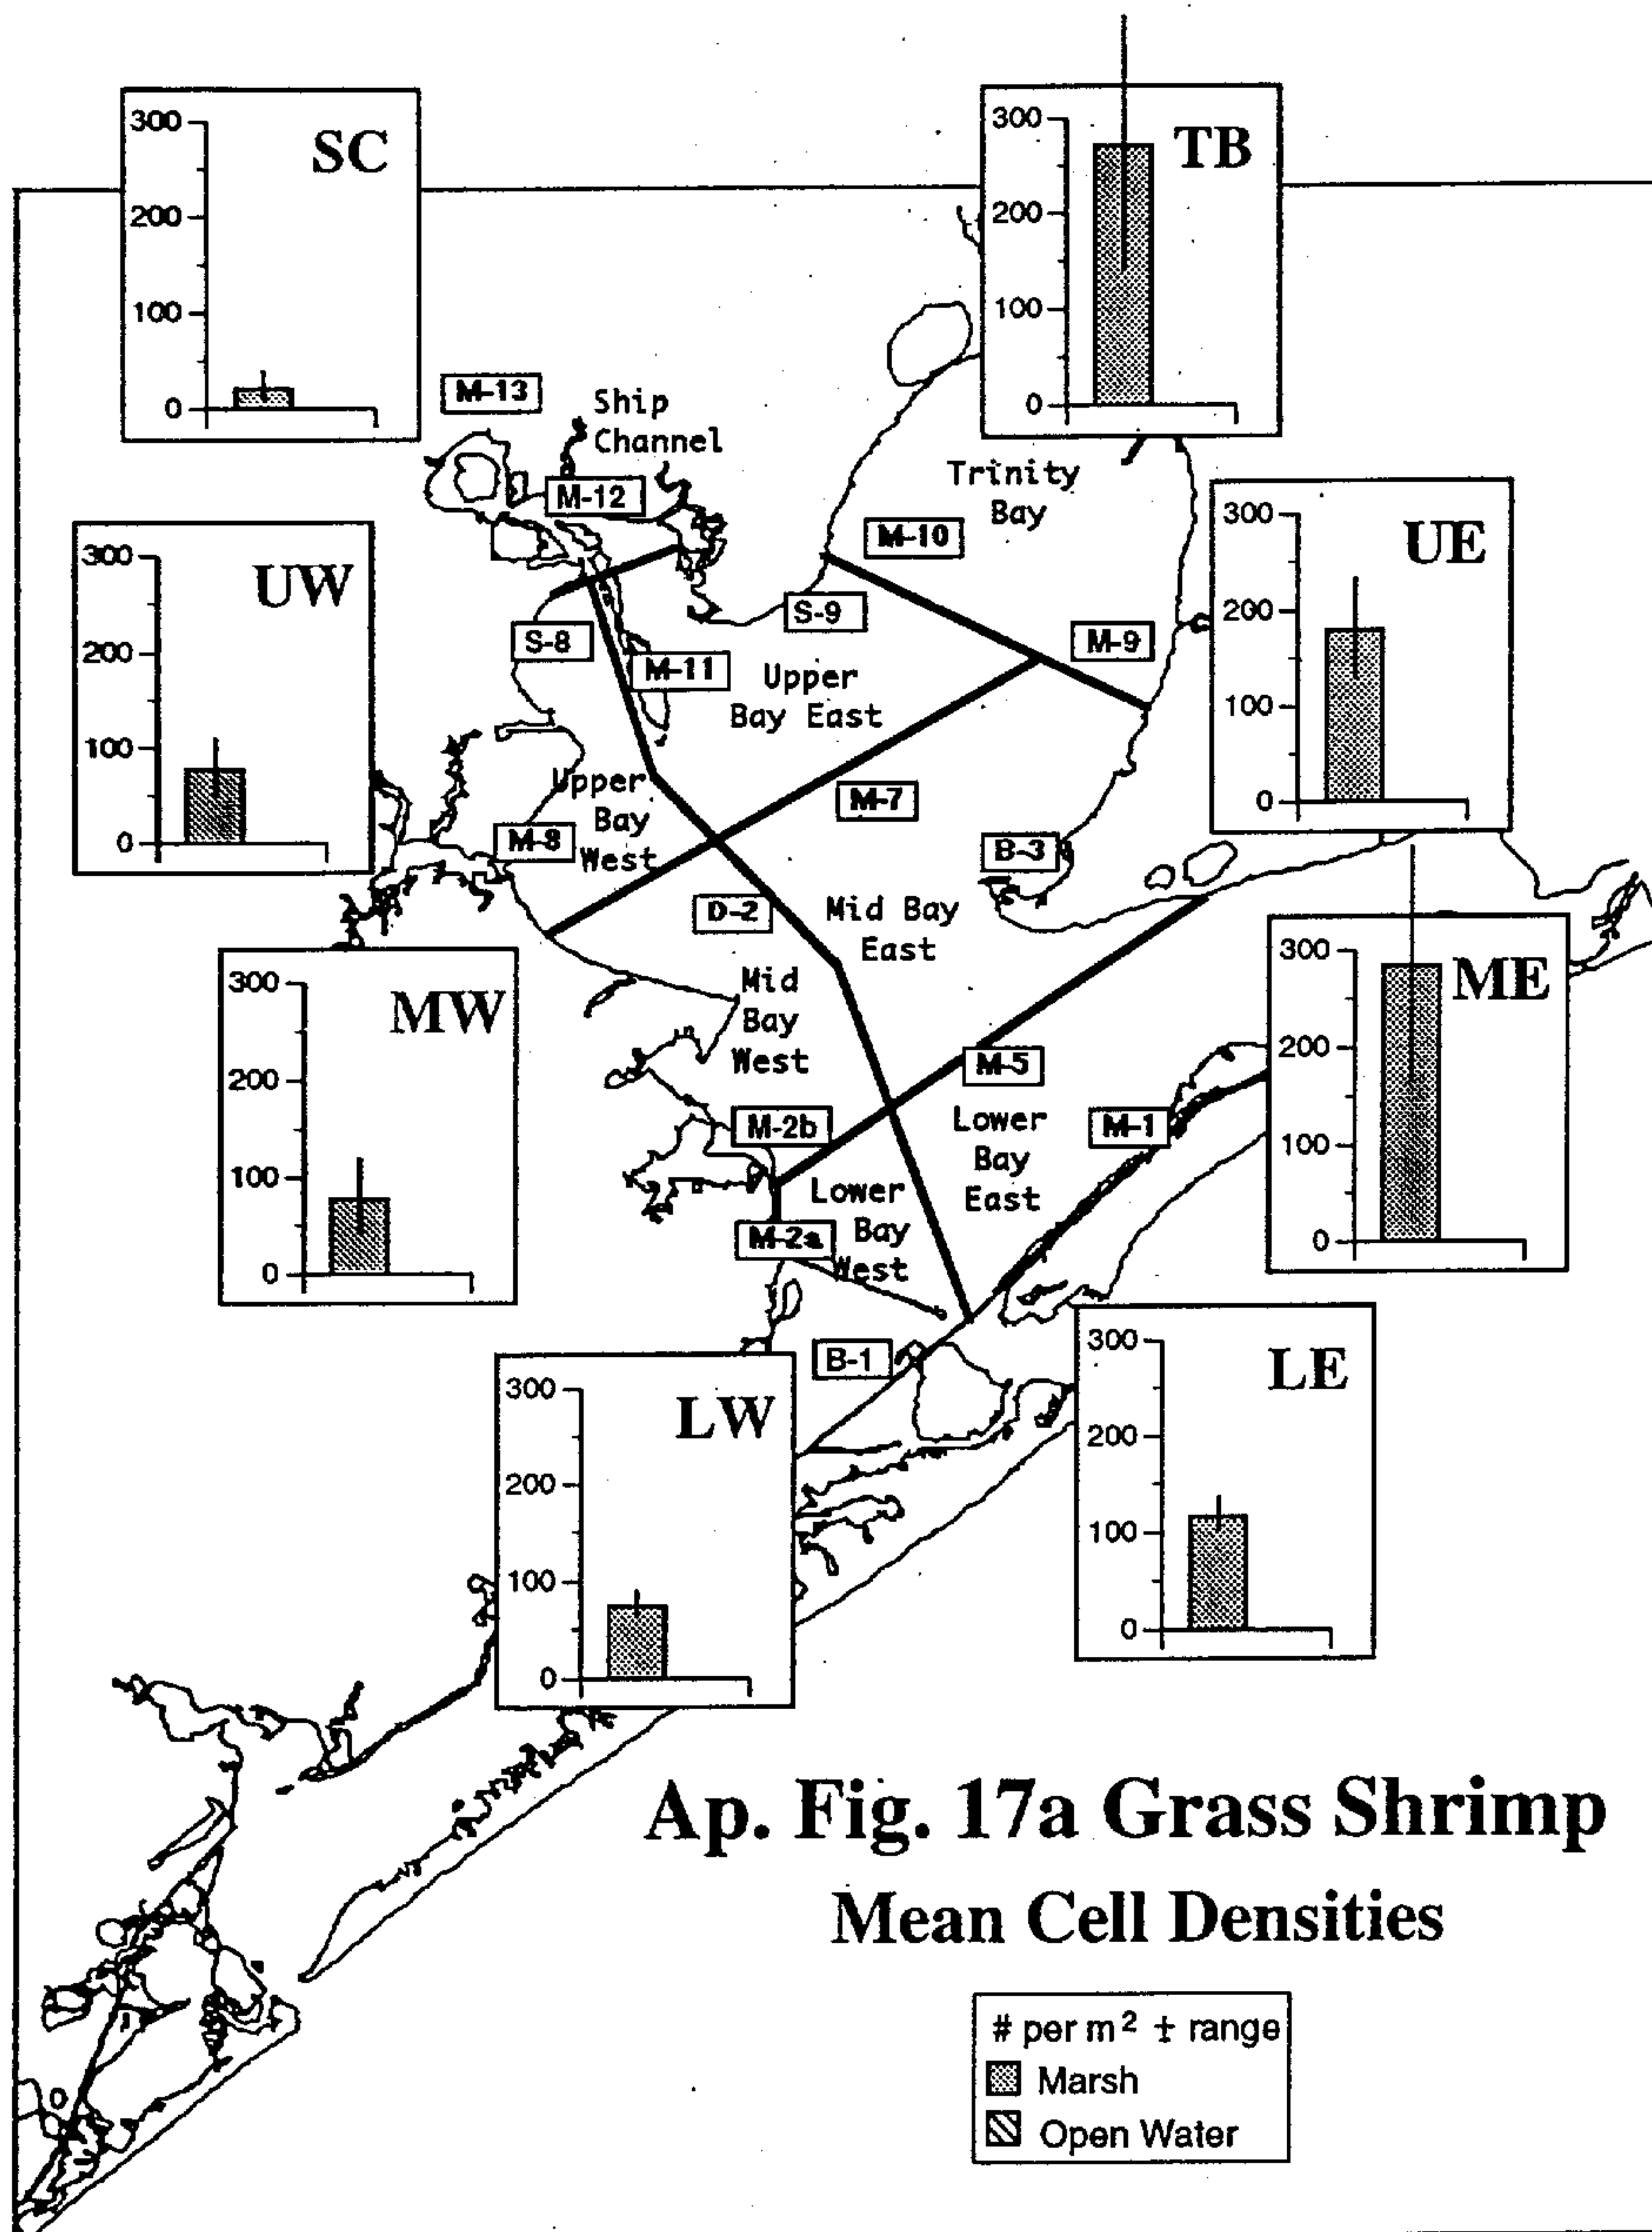 SC
300
200
100
0
TB
300
200
100
0
M-13
Ship
Channel
M-12
Trinity
Bay
M-10
UW
300
200
100
0
UE
300
200
100
0
S-9
S-8
M-9
M-11
Upper
Bay East
Upper
Bay
West
M-7
M-8
B-3
D-2
Mid Bay
East
MW
300
200
100
0
Mid
Bay
West
ME
300
200
100
0
M-5
M-2b
Lower
Bay
East
M-1
Lower
Bay
West
M-2a
B-1
LE
300
200
100
0
LW
300
200
100
0
Ap. Fig. 17a Grass Shrimp
Mean Cell Densities
# per m² ± range
Marsh
Open Water